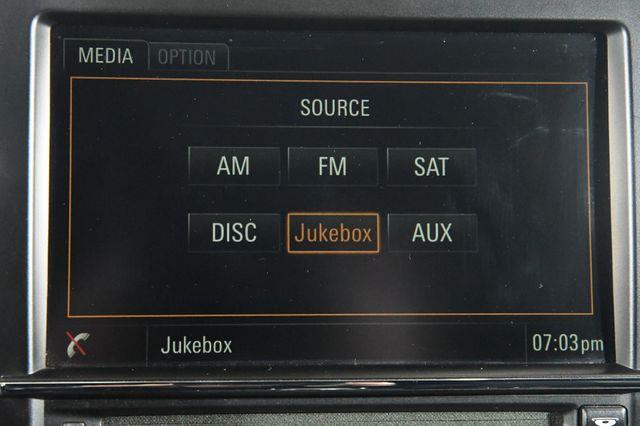 MEDIA OPTION
SOURCE
AM FM SAT
DISC Jukebox AUX
Jukebox 07:03pm